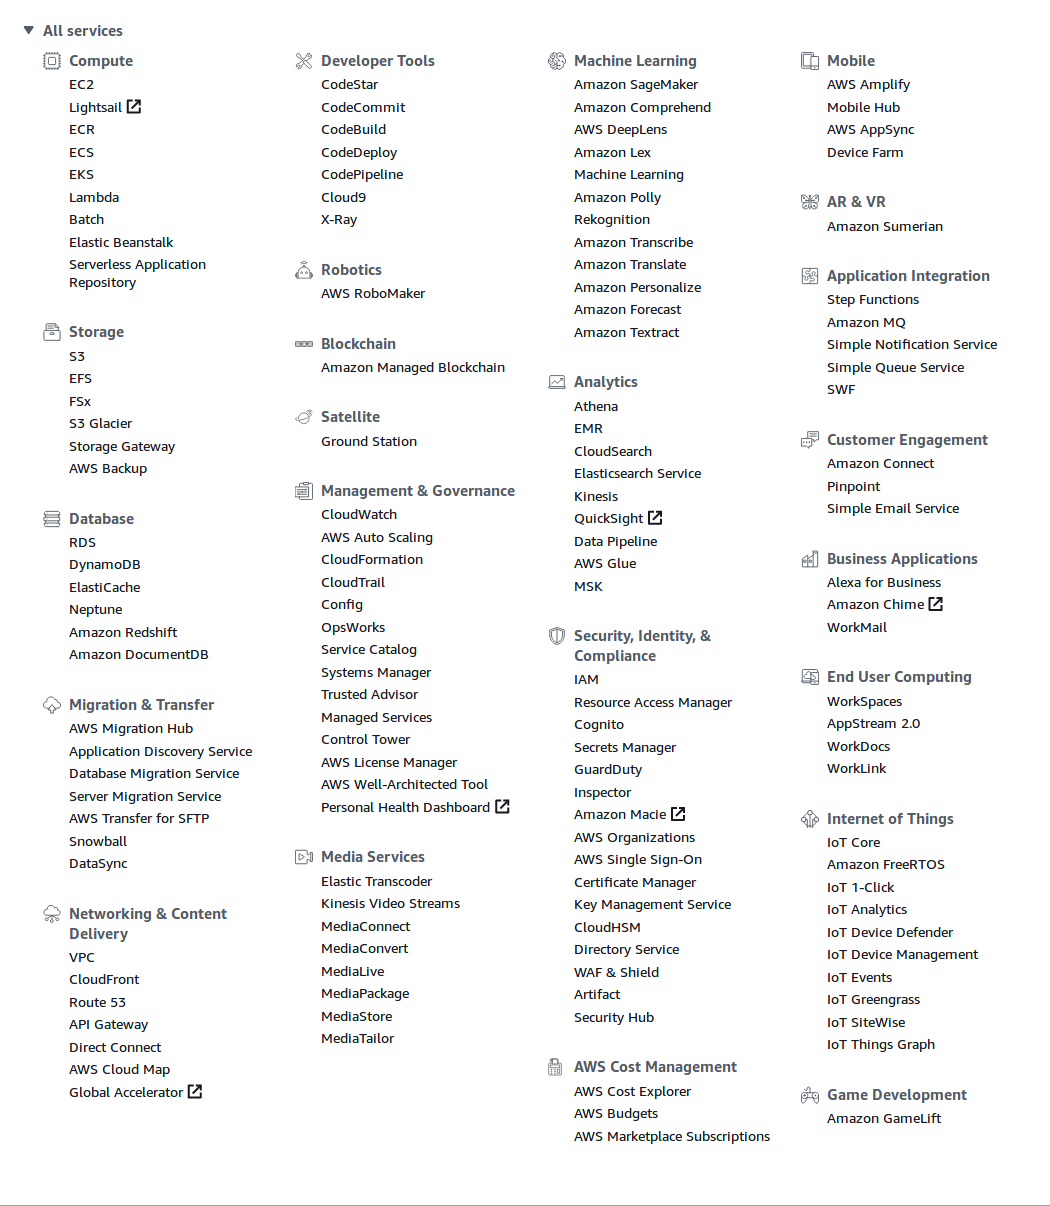 All services
Compute
EC2
Lightsail
ECR
ECS
EKS
Lambda
Batch
Elastic Beanstalk
Serverless Application
Repository
Storage
S3
EFS
FSx
S3 Glacier
Storage Gateway
AWS Backup
Database
RDS
DynamoDB
ElastiCache
Neptune
Amazon Redshift
Amazon DocumentDB
Migration & Transfer
AWS Migration Hub
Application Discovery Service
Database Migration Service
Server Migration Service
AWS Transfer for SFTP
Snowball
DataSync
Networking & Content
Delivery
VPC
CloudFront
Route 53
API Gateway
Direct Connect
AWS Cloud Map
Global Accelerator
Developer Tools
CodeStar
CodeCommit
CodeBuild
CodeDeploy
CodePipeline
Cloud9
X-Ray
Robotics
AWS RoboMaker
Blockchain
Amazon Managed Blockchain
Satellite
Ground Station
Management & Governance
CloudWatch
AWS Auto Scaling
CloudFormation
CloudTrail
Config
OpsWorks
Service Catalog
Systems Manager
Trusted Advisor
Managed Services
Control Tower
AWS License Manager
AWS Well-Architected Tool
Personal Health Dashboard
Media Services
Elastic Transcoder
Kinesis Video Streams
MediaConnect
MediaConvert
MediaLive
MediaPackage
MediaStore
MediaTailor
Machine Learning
Amazon SageMaker
Amazon Comprehend
AWS DeepLens
Amazon Lex
Machine Learning
Amazon Polly
Rekognition
Amazon Transcribe
Amazon Translate
Amazon Personalize
Amazon Forecast
Amazon Textract
Analytics
Athena
EMR
CloudSearch
Elasticsearch Service
Kinesis
QuickSight
Data Pipeline
AWS Glue
MSK
Security, Identity, &
Compliance
IAM
Resource Access Manager
Cognito
Secrets Manager
GuardDuty
Inspector
Amazon Macie
AWS Organizations
AWS Single Sign-On
Certificate Manager
Key Management Service
CloudHSM
Directory Service
WAF & Shield
Artifact
Security Hub
AWS Cost Management
AWS Cost Explorer
AWS Budgets
AWS Marketplace Subscriptions
Mobile
AWS Amplify
Mobile Hub
AWS AppSync
Device Farm
AR & VR
Amazon Sumerian
Application Integration
Step Functions
Amazon MQ
Simple Notification Service
Simple Queue Service
SWF
Customer Engagement
Amazon Connect
Pinpoint
Simple Email Service
Business Applications
Alexa for Business
Amazon Chime
WorkMail
End User Computing
WorkSpaces
AppStream 2.0
WorkDocs
WorkLink
Internet of Things
IoT Core
Amazon FreeRTOS
IoT 1-Click
IoT Analytics
IoT Device Defender
IoT Device Management
IoT Events
IoT Greengrass
IoT SiteWise
IoT Things Graph
Game Development
Amazon GameLift